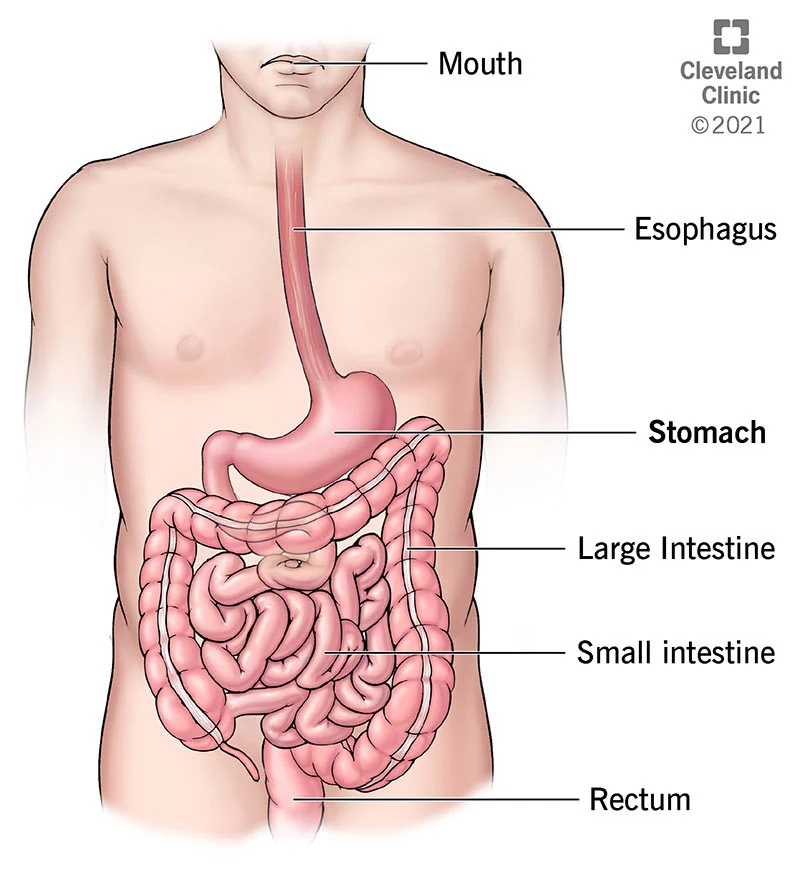 Mouth
Cleveland
Clinic
©2021
Esophagus
Stomach
Large Intestine
Small intestine
Rectum